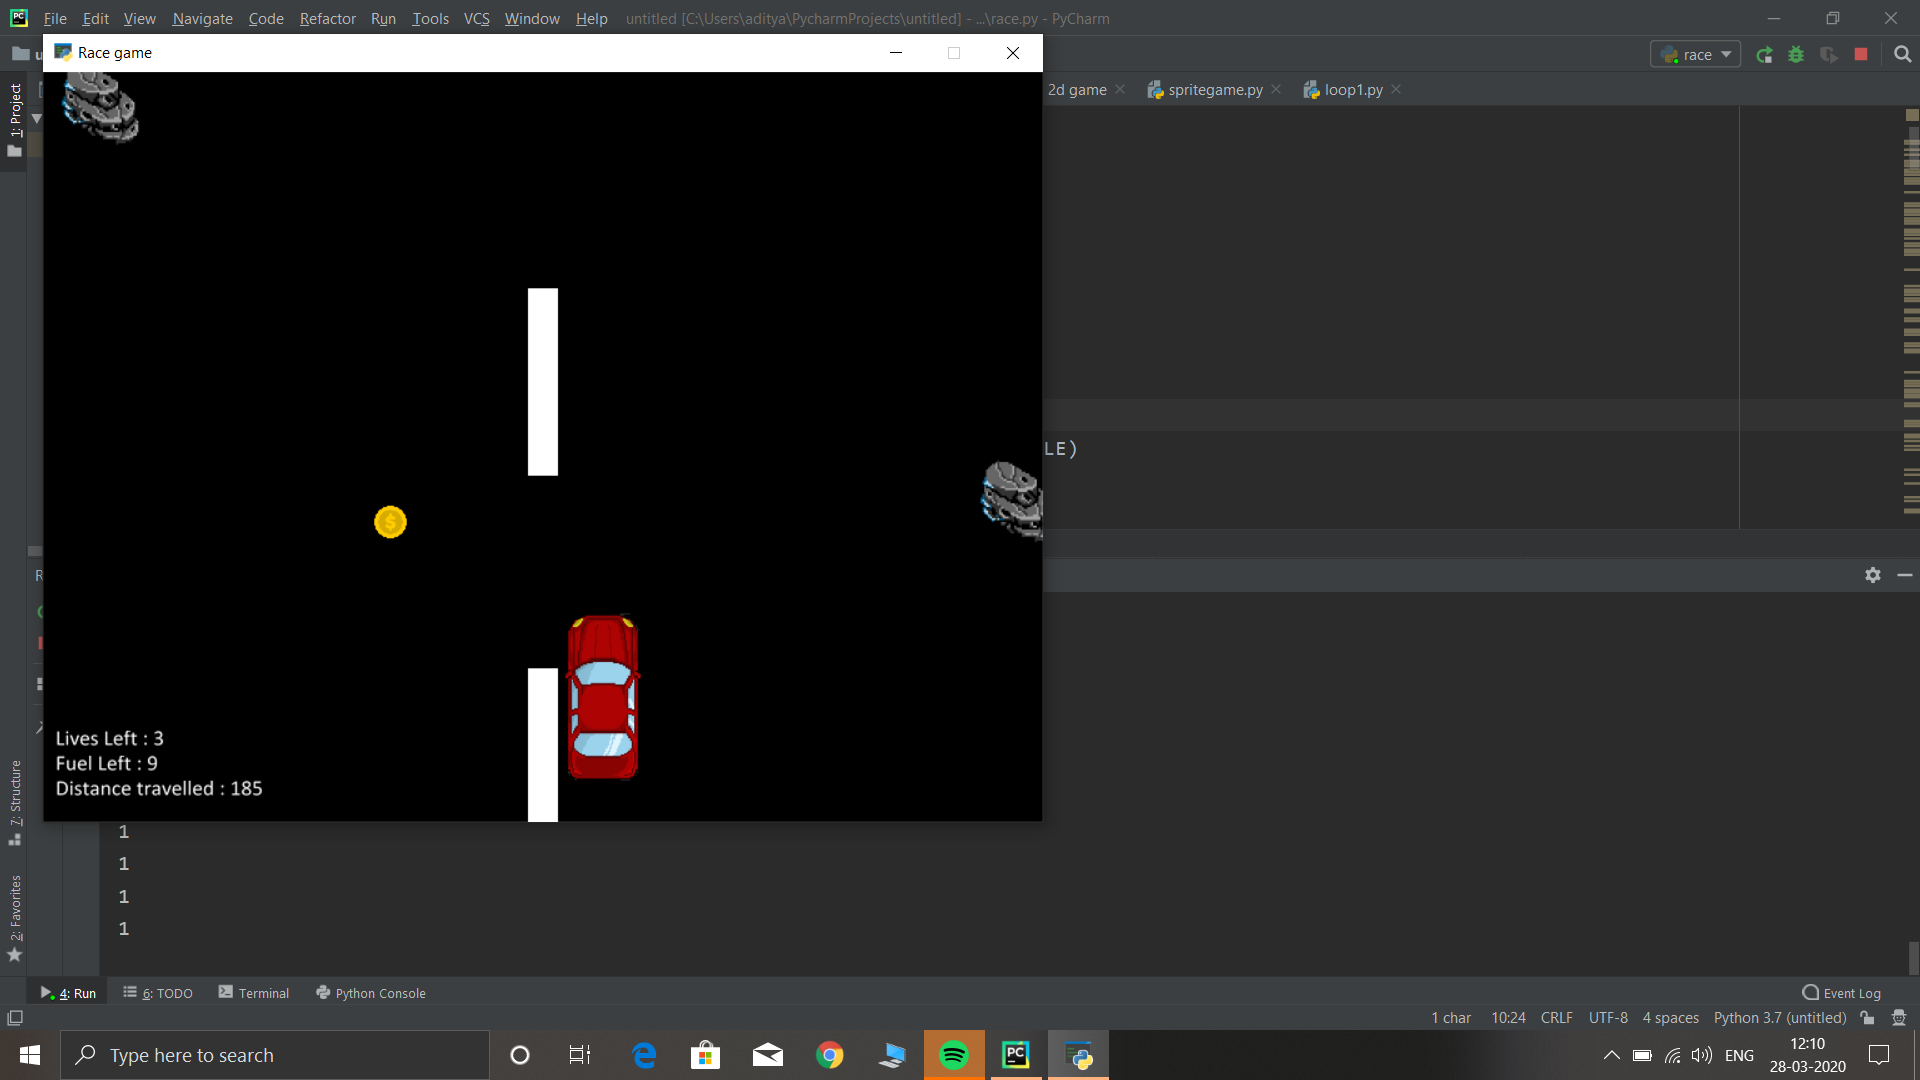 File Edit View Navigate Code Refactor Run Tools VCS Window Help untitled [C:\Users\aditya\PycharmProjects\untitled] - ...\race.py - PyCharm
Race game
race
2d game spritegame.py loop1.py
1: Project
LE)
Lives Left : 3
Fuel Left : 9
Distance travelled : 185
7: Structure
2: Favorites
1
1
1
1
4: Run 6: TODO Terminal Python Console Event Log
1 char 10:24 CRLF UTF-8 4 spaces Python 3.7 (untitled)
Type here to search
ENG
12:10
28-03-2020